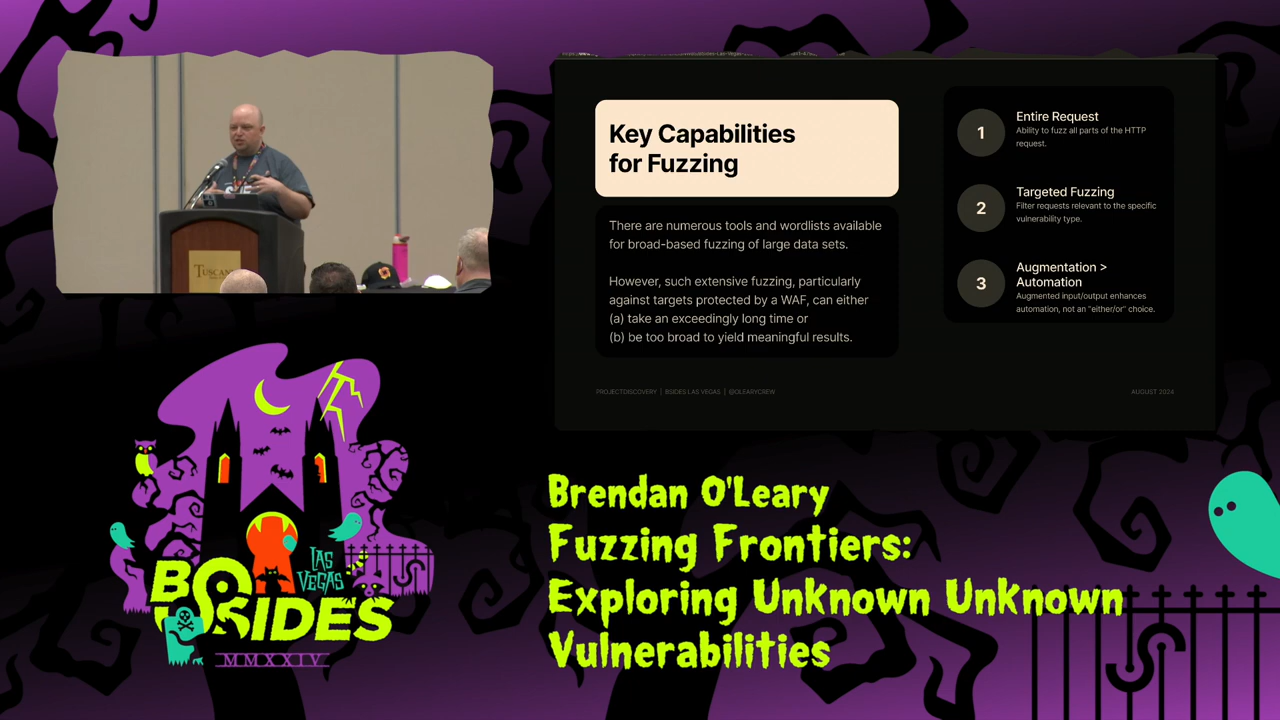 TUSCANY
Key Capabilities
for Fuzzing
There are numerous tools and wordlists available
for broad-based fuzzing of large data sets.
However, such extensive fuzzing, particularly
against targets protected by a WAF, can either
(a) take an exceedingly long time or
(b) be too broad to yield meaningful results.
1
Entire Request
Ability to fuzz all parts of the HTTP
request.
2
Targeted Fuzzing
Filter requests relevant to the specific
vulnerability type.
3
Augmentation >
Automation
Augmented input/output enhances
automation, not an "either/or" choice.
PROJECTDISCOVERY | BSIDES LAS VEGAS | @OLEARYCREW
AUGUST 2024
LAS
VEGAS
BSIDES
MMXXIV
Brendan O'Leary
Fuzzing Frontiers:
Exploring Unknown Unknown
Vulnerabilities